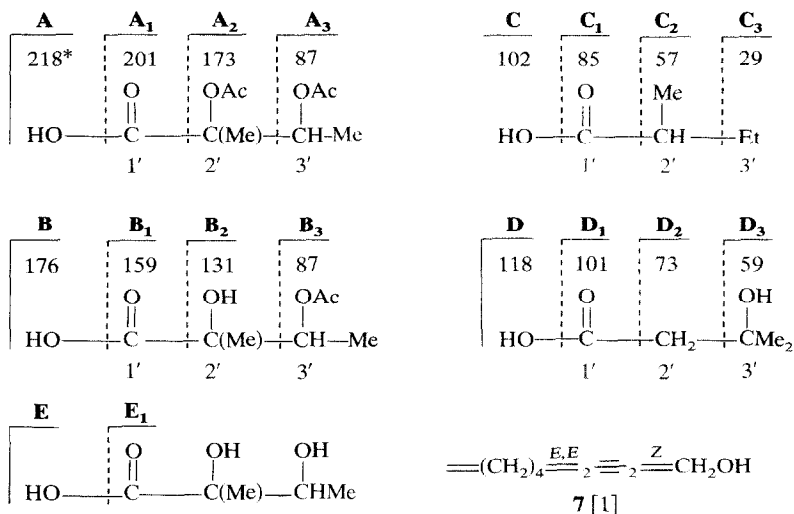 A A₁ A₂ A₃
218* 201 173 87
O OAc OAc
HO—C—C(Me)—CH—Me
1′ 2′ 3′
C C₁ C₂ C₃
102 85 57 29
O Me
HO—C—CH—Et
1′ 2′ 3′
B B₁ B₂ B₃
176 159 131 87
O OH OAc
HO—C—C(Me)—CH—Me
1′ 2′ 3′
D D₁ D₂ D₃
118 101 73 59
O OH
HO—C—CH₂—CMe₂
1′ 2′ 3′
E E₁
O OH OH
HO—C—C(Me)—CHMe
E,E Z
=(CH₂)₄=₂≡₂=CH₂OH
7 [1]